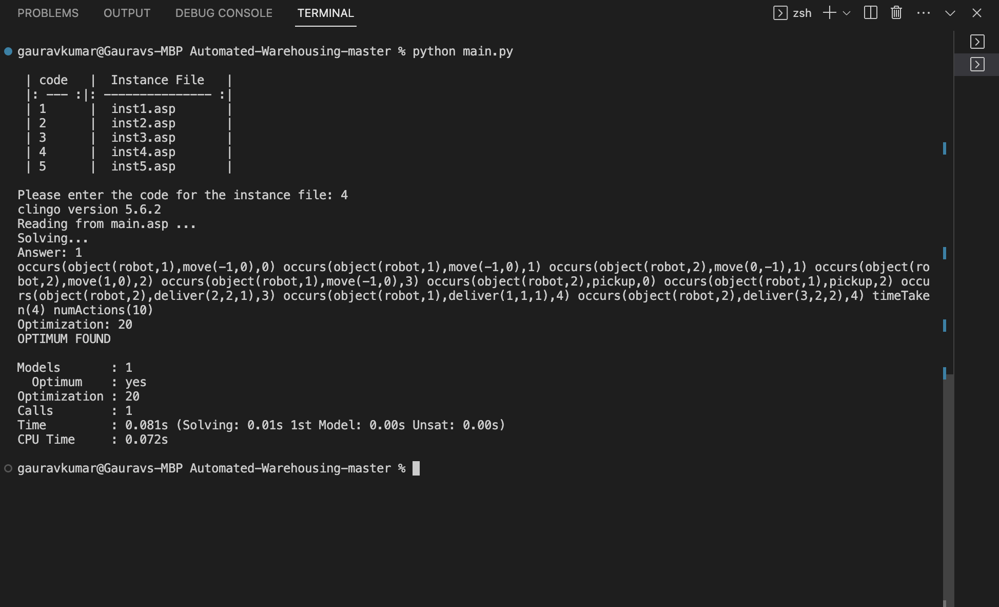 PROBLEMS OUTPUT DEBUG CONSOLE TERMINAL zsh
gauravkumar@Gauravs-MBP Automated-Warehousing-master % python main.py
| code   |  Instance File   |
|: --- :|: --------------- :|
| 1      |  inst1.asp       |
| 2      |  inst2.asp       |
| 3      |  inst3.asp       |
| 4      |  inst4.asp       |
| 5      |  inst5.asp       |
Please enter the code for the instance file: 4
clingo version 5.6.2
Reading from main.asp ...
Solving...
Answer: 1
occurs(object(robot,1),move(-1,0),0) occurs(object(robot,1),move(-1,0),1) occurs(object(robot,2),move(0,-1),1) occurs(object(ro
bot,2),move(1,0),2) occurs(object(robot,1),move(-1,0),3) occurs(object(robot,2),pickup,0) occurs(object(robot,1),pickup,2) occu
rs(object(robot,2),deliver(2,2,1),3) occurs(object(robot,1),deliver(1,1,1),4) occurs(object(robot,2),deliver(3,2,2),4) timeTake
n(4) numActions(10)
Optimization: 20
OPTIMUM FOUND
Models       : 1
  Optimum    : yes
Optimization : 20
Calls        : 1
Time         : 0.081s (Solving: 0.01s 1st Model: 0.00s Unsat: 0.00s)
CPU Time     : 0.072s
gauravkumar@Gauravs-MBP Automated-Warehousing-master %